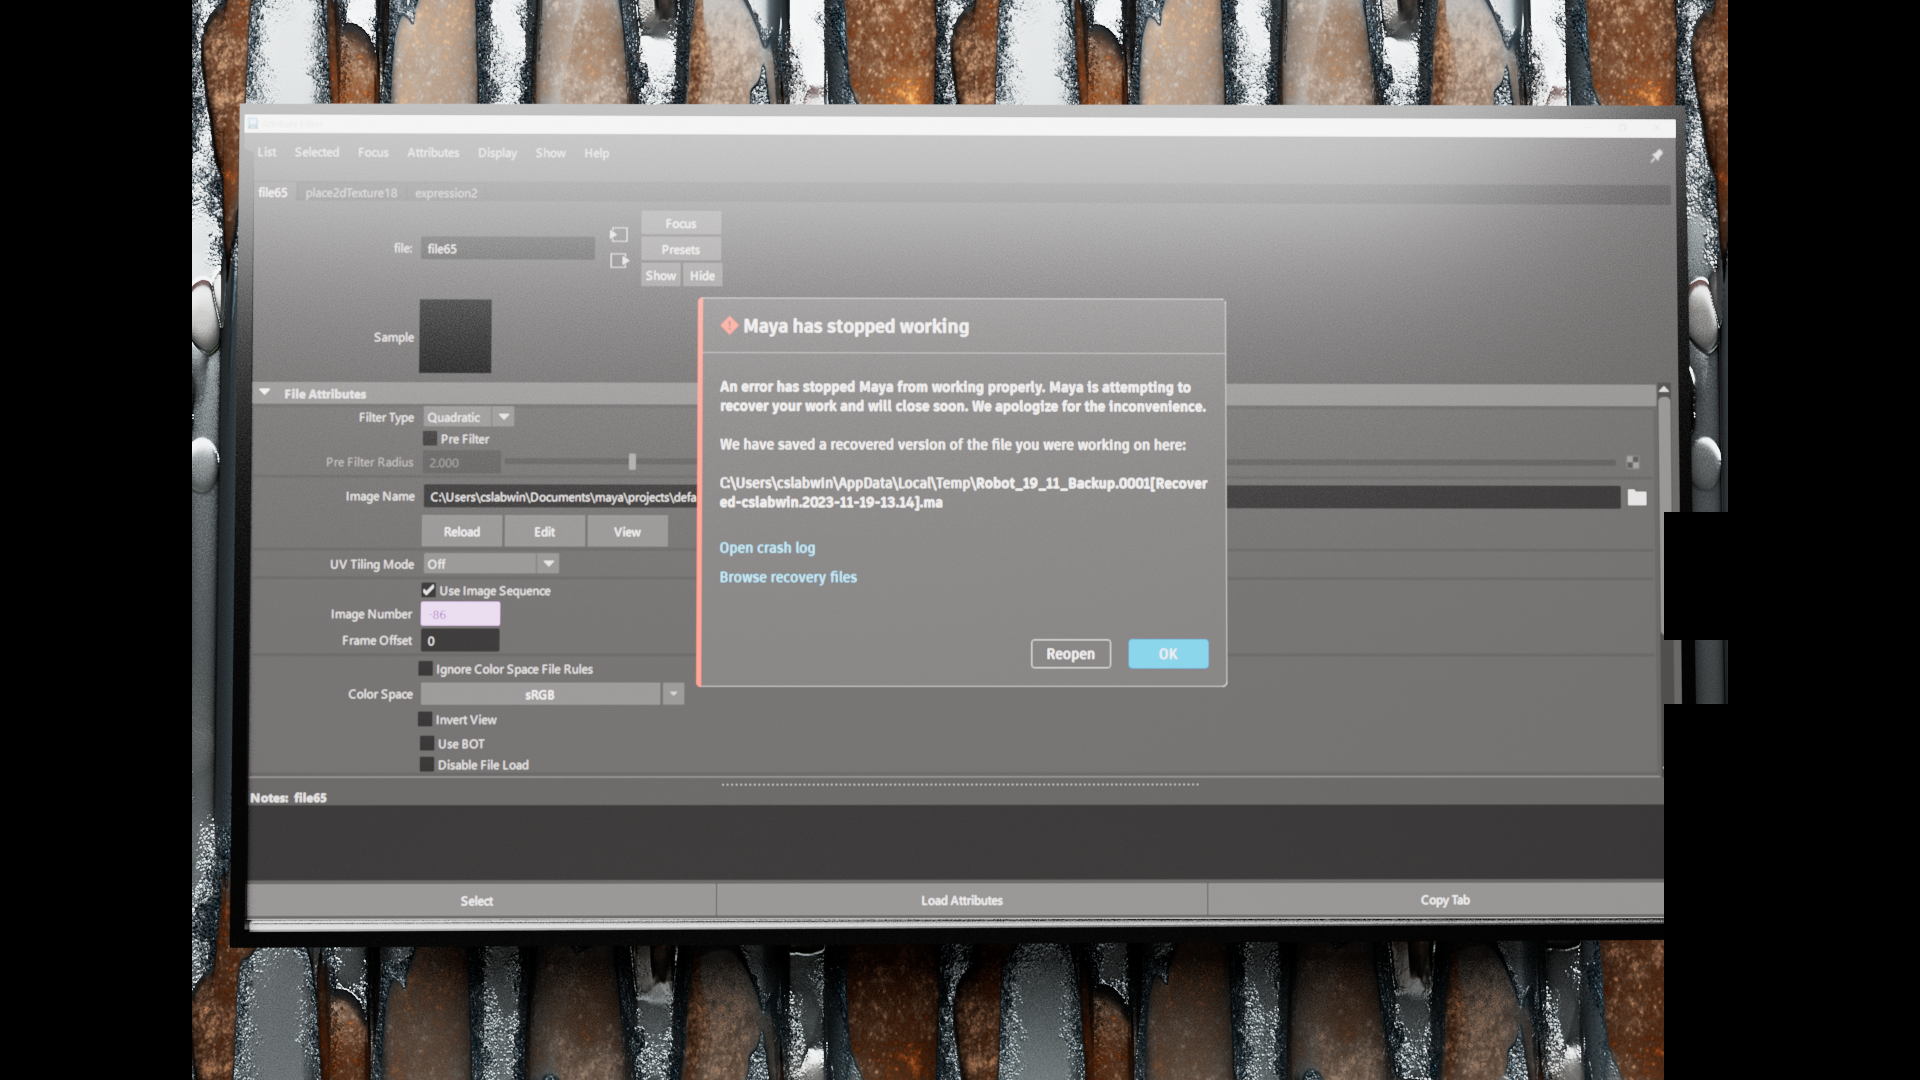 List Selected Focus Attributes Display Show Help
file65 place2dTexture18 expression2
file: file65
Focus
Presets
Show Hide
Sample
File Attributes
Filter Type Quadratic
Pre Filter
Pre Filter Radius 2.000
Image Name C:\Users\cslabwin\Documents\maya\projects\defa
Reload Edit View
UV Tiling Mode Off
Use Image Sequence
Image Number -86
Frame Offset 0
Ignore Color Space File Rules
Color Space sRGB
Invert View
Use BOT
Disable File Load
Notes: file65
Select Load Attributes Copy Tab
Maya has stopped working
An error has stopped Maya from working properly. Maya is attempting to
recover your work and will close soon. We apologize for the inconvenience.
We have saved a recovered version of the file you were working on here:
C:\Users\cslabwin\AppData\Local\Temp\Robot_19_11_Backup.0001[Recover
ed-cslabwin.2023-11-19-13.14].ma
Open crash log
Browse recovery files
Reopen OK